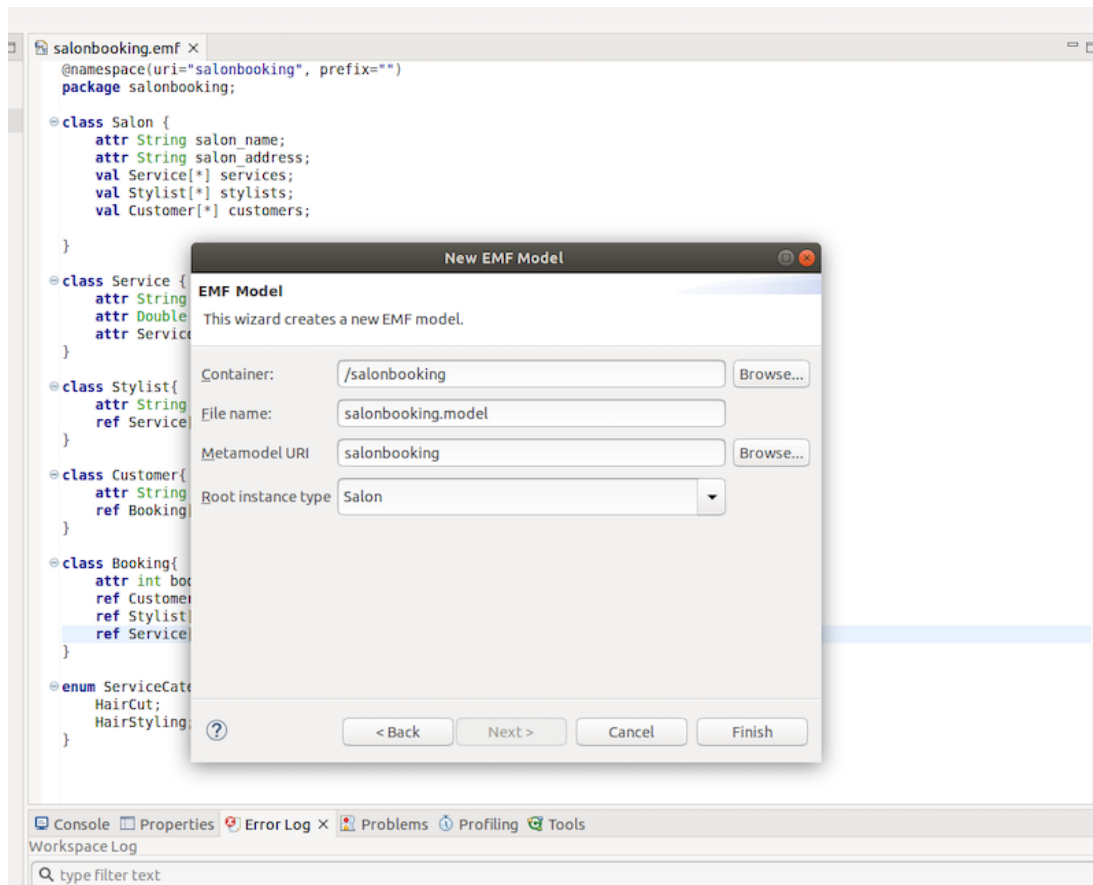 salonbooking.emf
@namespace(uri="salonbooking", prefix="")
package salonbooking;
class Salon {
attr String salon_name;
attr String salon_address;
val Service[*] services;
val Stylist[*] stylists;
val Customer[*] customers;
}
class Service {
attr String
attr Double
attr Service
}
class Stylist{
attr String
ref Service[
}
class Customer{
attr String
ref Booking[
}
class Booking{
attr int boo
ref Customer
ref Stylist[
ref Service[
}
enum ServiceCate
HairCut;
HairStyling;
}
New EMF Model
EMF Model
This wizard creates a new EMF model.
Container: /salonbooking Browse...
File name: salonbooking.model
Metamodel URI salonbooking Browse...
Root instance type Salon
? < Back Next > Cancel Finish
Console Properties Error Log Problems Profiling Tools
Workspace Log
type filter text